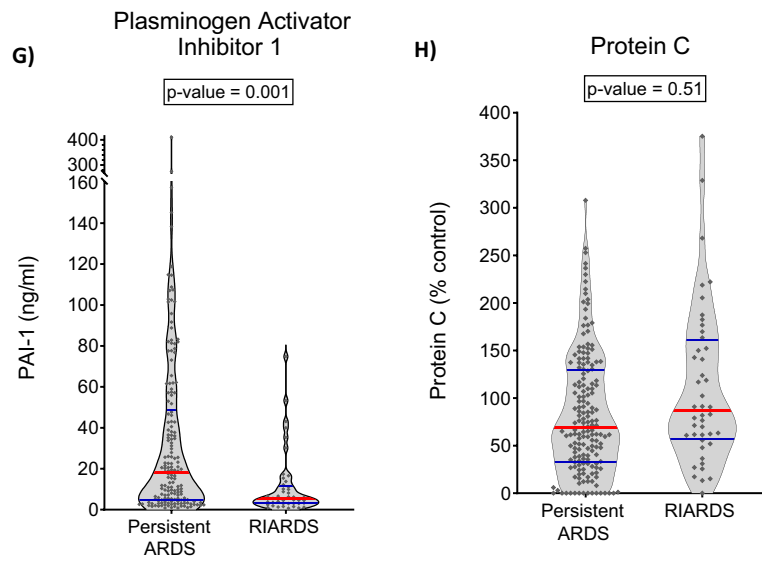 G)
Plasminogen Activator
Inhibitor 1
p-value = 0.001
PAI-1 (ng/ml)
400
300
160
140
120
100
80
60
40
20
0
Persistent
ARDS
RIARDS
H)
Protein C
p-value = 0.51
Protein C (% control)
400
350
300
250
200
150
100
50
0
Persistent
ARDS
RIARDS